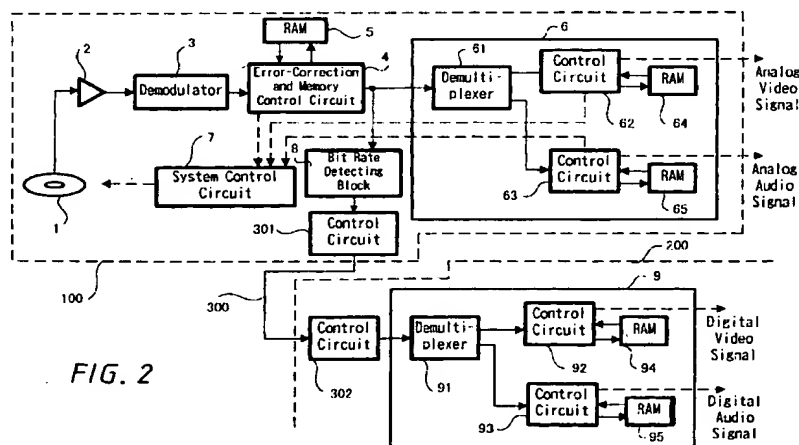 5
6
RAM
2
3
4
61
Error-Correction
and Memory
Control Circuit
Demodulator
Demulti-
plexer
Control
Circuit
RAM
62
64
Analog
Video
Signal
7
8
System Control
Circuit
Bit Rate
Detecting
Block
Control
Circuit
RAM
63
65
Analog
Audio
Signal
1
301
Control
Circuit
100
200
300
9
Control
Circuit
302
Demulti-
plexer
91
Control
Circuit
RAM
92
94
Digital
Video
Signal
FIG. 2
Control
Circuit
RAM
93
95
Digital
Audio
Signal